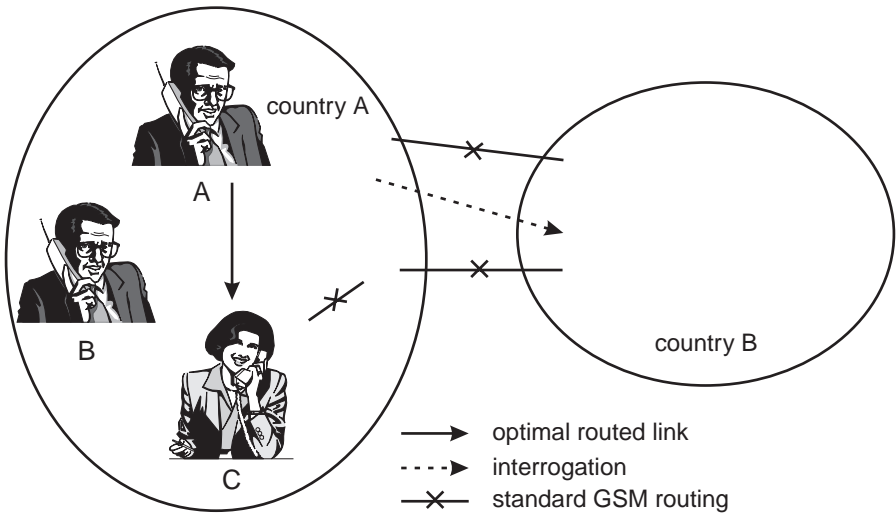 country A
A
B
C
country B
optimal routed link
interrogation
standard GSM routing